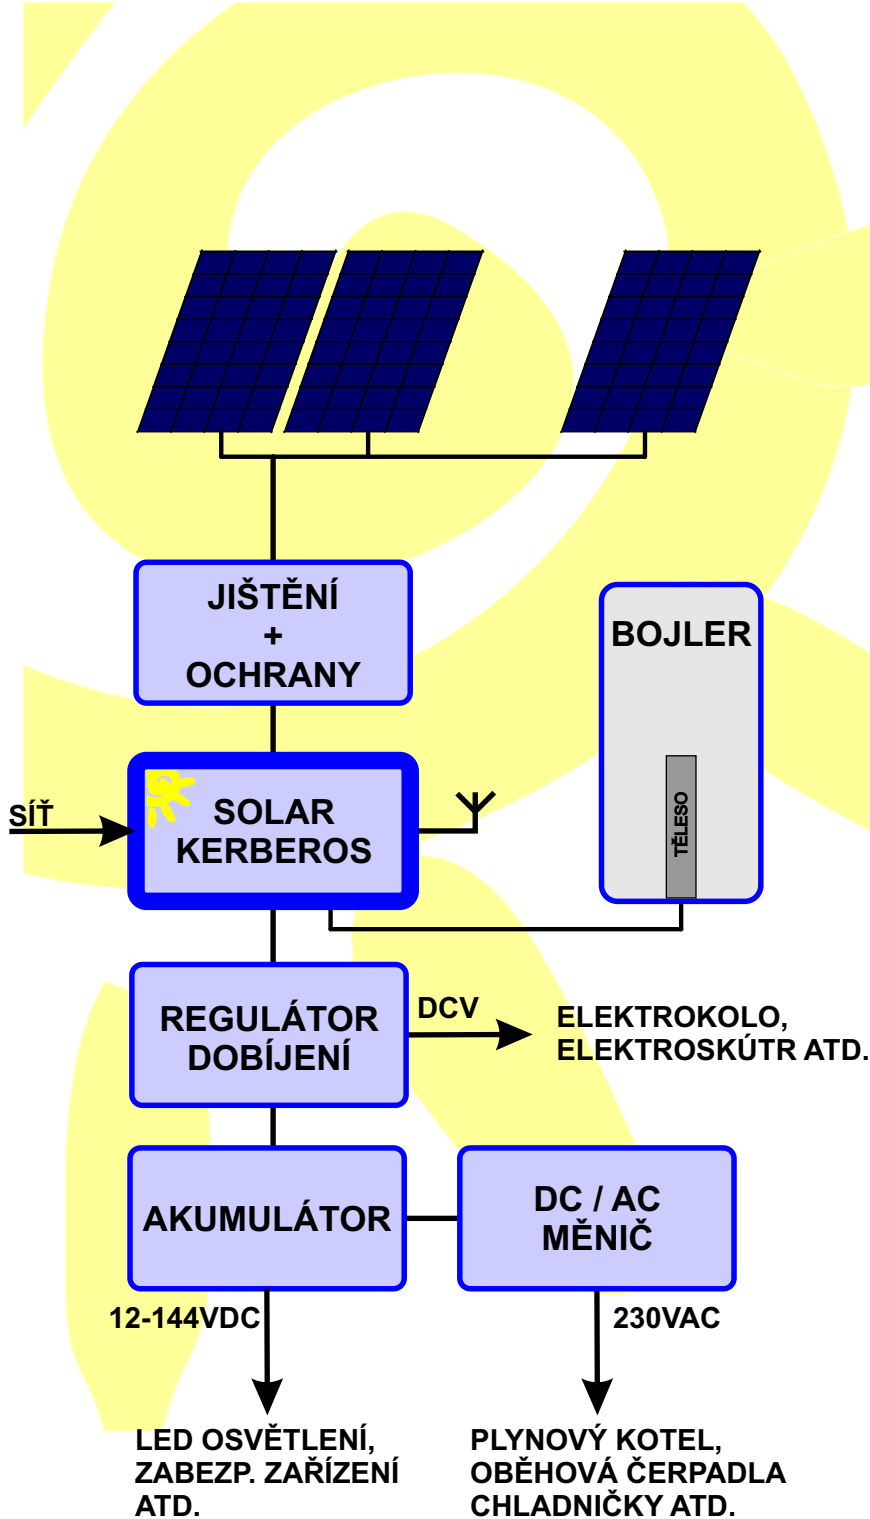 JIŠTĚNÍ
+
OCHRANY
BOJLER
TĚLESO
SÍŤ
SOLAR
KERBEROS
REGULÁTOR
DOBÍJENÍ
DCV
ELEKTROKOLO,
ELEKTROSKÚTR ATD.
AKUMULÁTOR
DC / AC
MĚNIČ
12-144VDC
230VAC
LED OSVĚTLENÍ,
ZABEZP. ZAŘÍZENÍ
ATD.
PLYNOVÝ KOTEL,
OBĚHOVÁ ČERPADLA
CHLADNIČKY ATD.